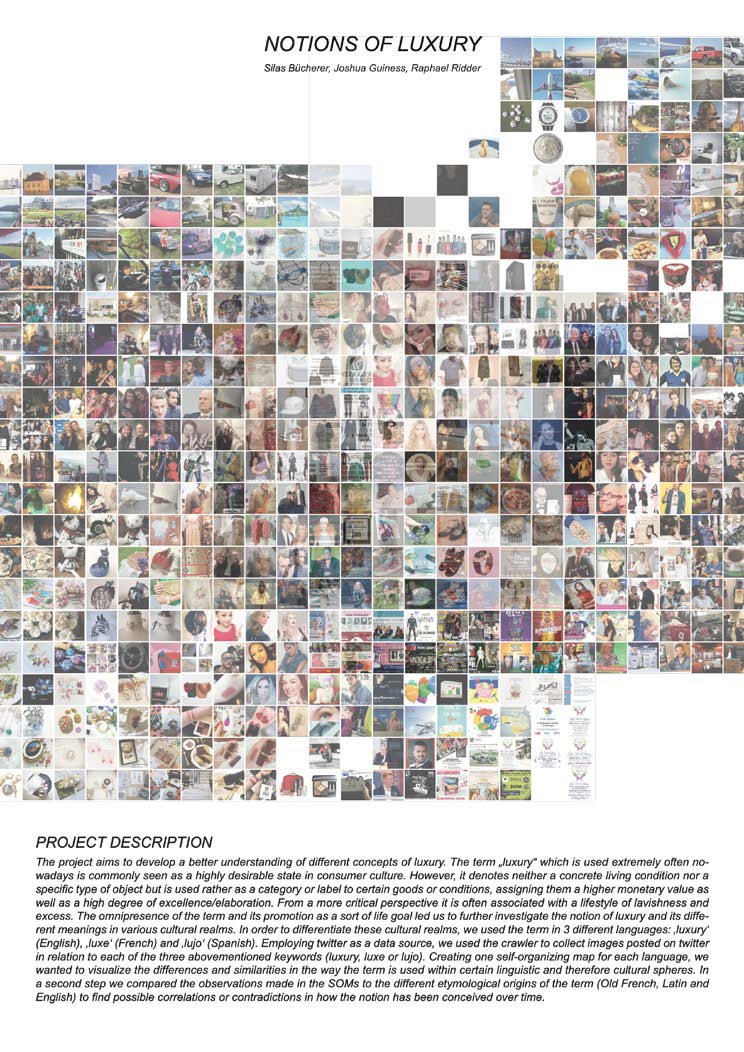 NOTIONS OF LUXURY
Silas Bücherer, Joshua Guiness, Raphael Ridder
PROJECT DESCRIPTION
The project aims to develop a better understanding of different concepts of luxury. The term „luxury“ which is used extremely often no-
wadays is commonly seen as a highly desirable state in consumer culture. However, it denotes neither a concrete living condition nor a
specific type of object but is used rather as a category or label to certain goods or conditions, assigning them a higher monetary value as
well as a high degree of excellence/elaboration. From a more critical perspective it is often associated with a lifestyle of lavishness and
excess. The omnipresence of the term and its promotion as a sort of life goal led us to further investigate the notion of luxury and its diffe-
rent meanings in various cultural realms. In order to differentiate these cultural realms, we used the term in 3 different languages: ‚luxury‘
(English), ‚luxe‘ (French) and ‚lujo‘ (Spanish). Employing twitter as a data source, we used the crawler to collect images posted on twitter
in relation to each of the three abovementioned keywords (luxury, luxe or lujo). Creating one self-organizing map for each language, we
wanted to visualize the differences and similarities in the way the term is used within certain linguistic and therefore cultural spheres. In
a second step we compared the observations made in the SOMs to the different etymological origins of the term (Old French, Latin and
English) to find possible correlations or contradictions in how the notion has been conceived over time.